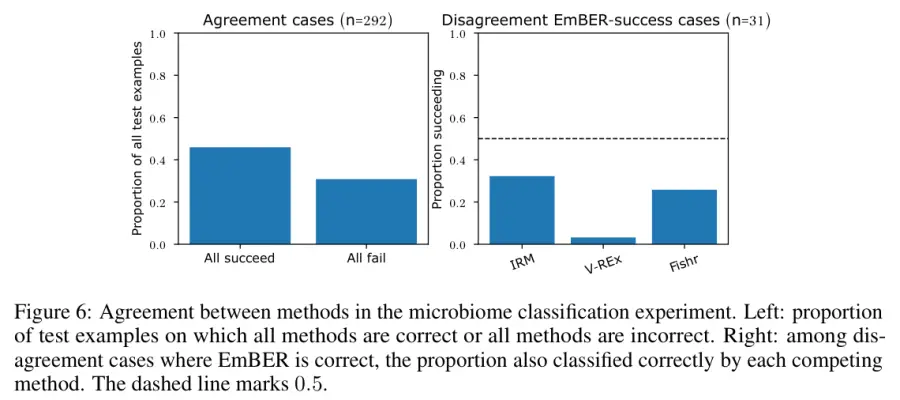 Agreement cases (n=292)
Proportion of all test examples
1.0
0.8
0.6
0.4
0.2
0.0
All succeed
All fail
Disagreement EmBER-success cases (n=31)
Proportion succeeding
1.0
0.8
0.6
0.4
0.2
0.0
IRM
V-REx
Fishr
Figure 6: Agreement between methods in the microbiome classification experiment. Left: proportion
of test examples on which all methods are correct or all methods are incorrect. Right: among dis-
agreement cases where EmBER is correct, the proportion also classified correctly by each competing
method. The dashed line marks 0.5.